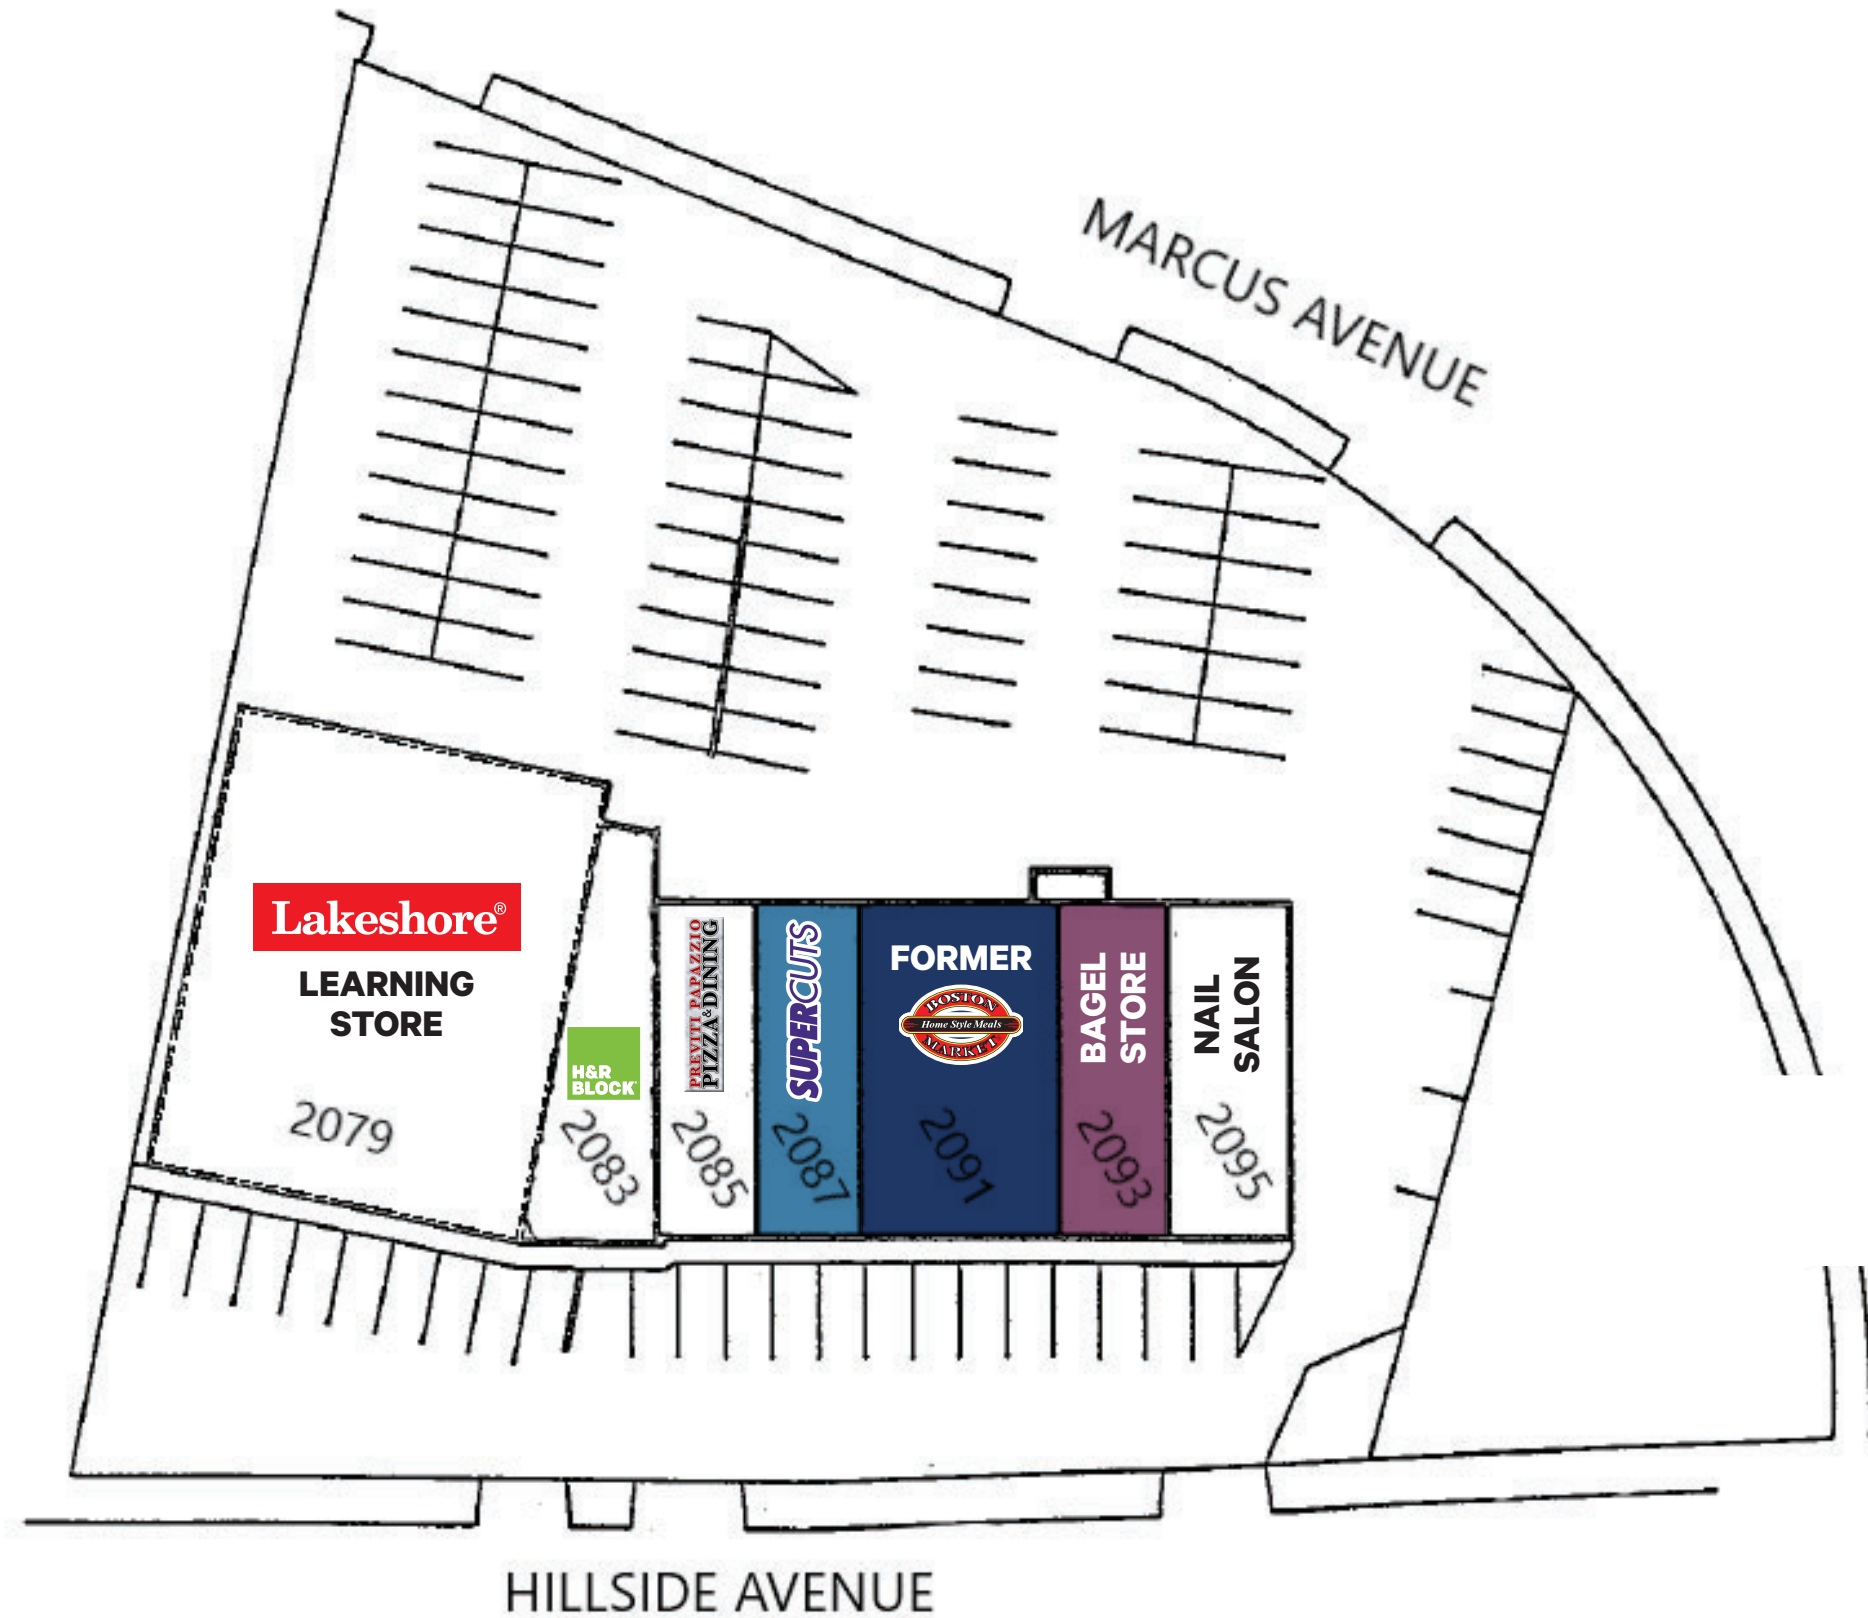 MARCUS AVENUE
Lakeshore®
LEARNING
STORE
2079
H&R
BLOCK
2083
PREVITI PAPAZZIO
PIZZA&DINING
2085
SUPERCUTS
2087
FORMER
BOSTON
Home Style Meals
MARKET
2091
BAGEL
STORE
2093
NAIL
SALON
2095
HILLSIDE AVENUE